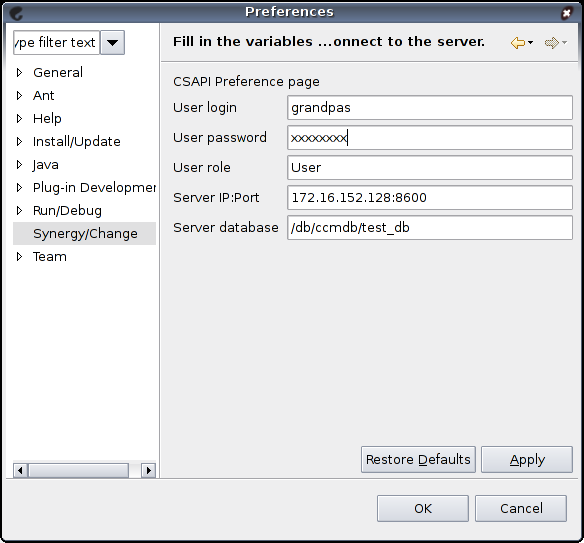 Preferences
ype filter text
Fill in the variables ...onnect to the server.
General
Ant
Help
Install/Update
Java
Plug-in Developmen
Run/Debug
Synergy/Change
Team
CSAPI Preference page
User login grandpas
User password xxxxxxxx
User role User
Server IP:Port 172.16.152.128:8600
Server database /db/ccmdb/test_db
Restore Defaults Apply
OK Cancel